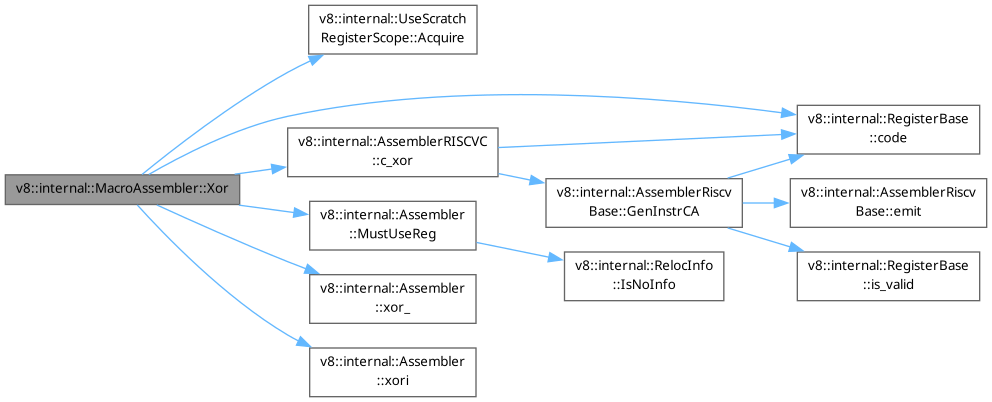 v8::internal::UseScratch
RegisterScope::Acquire
v8::internal::RegisterBase
::code
v8::internal::AssemblerRISCVC
::c_xor
v8::internal::MacroAssembler::Xor
v8::internal::AssemblerRiscv
Base::GenInstrCA
v8::internal::AssemblerRiscv
Base::emit
v8::internal::Assembler
::MustUseReg
v8::internal::RelocInfo
::IsNoInfo
v8::internal::RegisterBase
::is_valid
v8::internal::Assembler
::xor_
v8::internal::Assembler
::xori